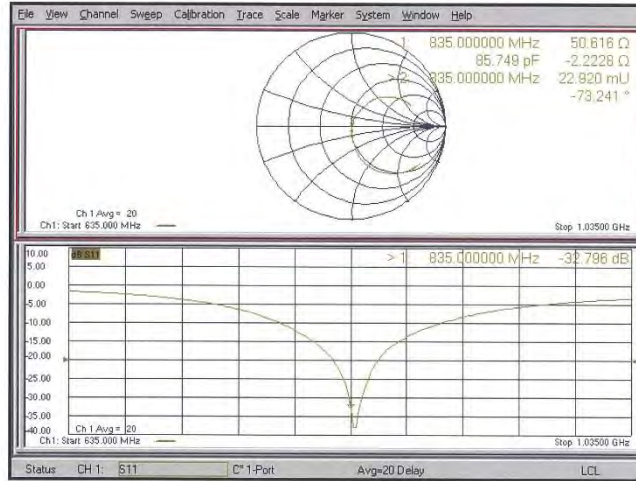 File View Channel Sweep Calibration Trace Scale Marker System Window Help
1 835.000000 MHz 50.616 Ω
85.749 pF -2.2228 Ω
> 2 835.000000 MHz 22.920 mU
-73.241 °
Ch 1 Avg = 20
Ch1: Start 635.000 MHz
Stop 1.03500 GHz
10.00 dB S11
> 1 835.000000 MHz -32.796 dB
5.00
0.00
-5.00
-10.00
-15.00
-20.00
-25.00
-30.00
-35.00
-40.00
Ch 1 Avg = 20
Ch1: Start 635.000 MHz
Stop 1.03500 GHz
Status CH 1: S11 C* 1-Port Avg=20 Delay LCL